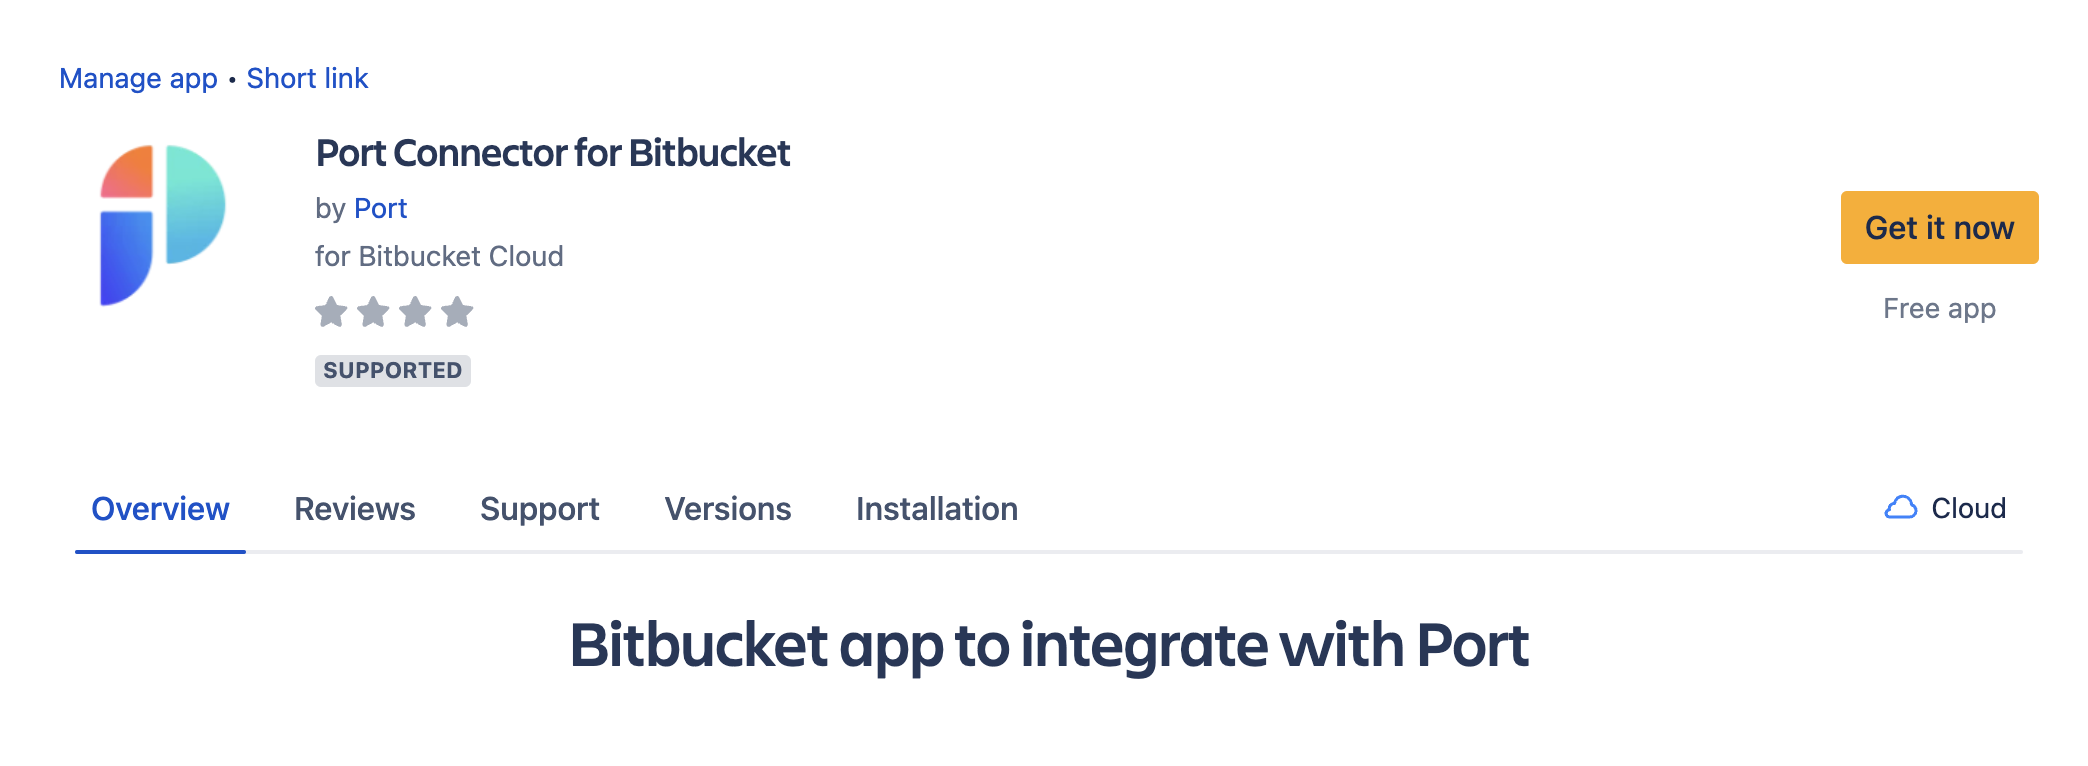 Manage app • Short link
Port Connector for Bitbucket
by Port
for Bitbucket Cloud
Get it now
Free app
SUPPORTED
Overview Reviews Support Versions Installation Cloud
Bitbucket app to integrate with Port